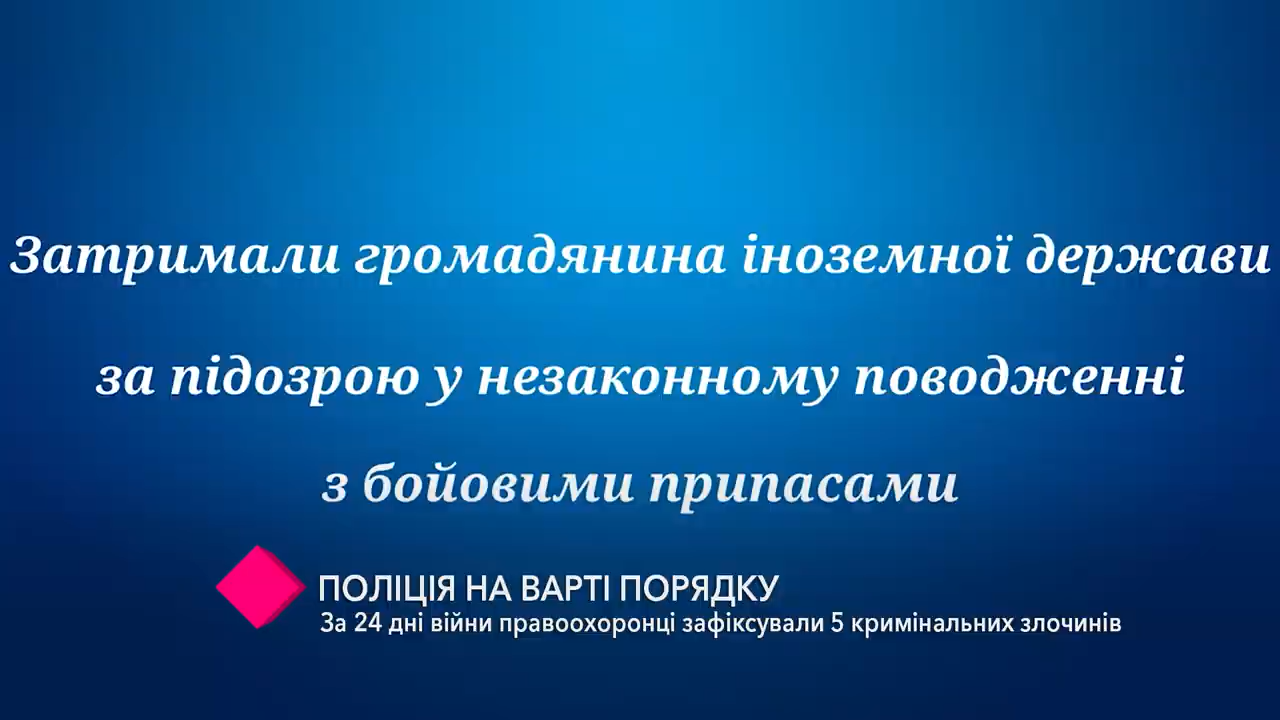 Затримали громадянина іноземної держави
за підозрою у незаконному поводженні
з бойовими припасами
ПОЛІЦІЯ НА ВАРТІ ПОРЯДКУ
За 24 дні війни правоохоронці зафіксували 5 кримінальних злочинів